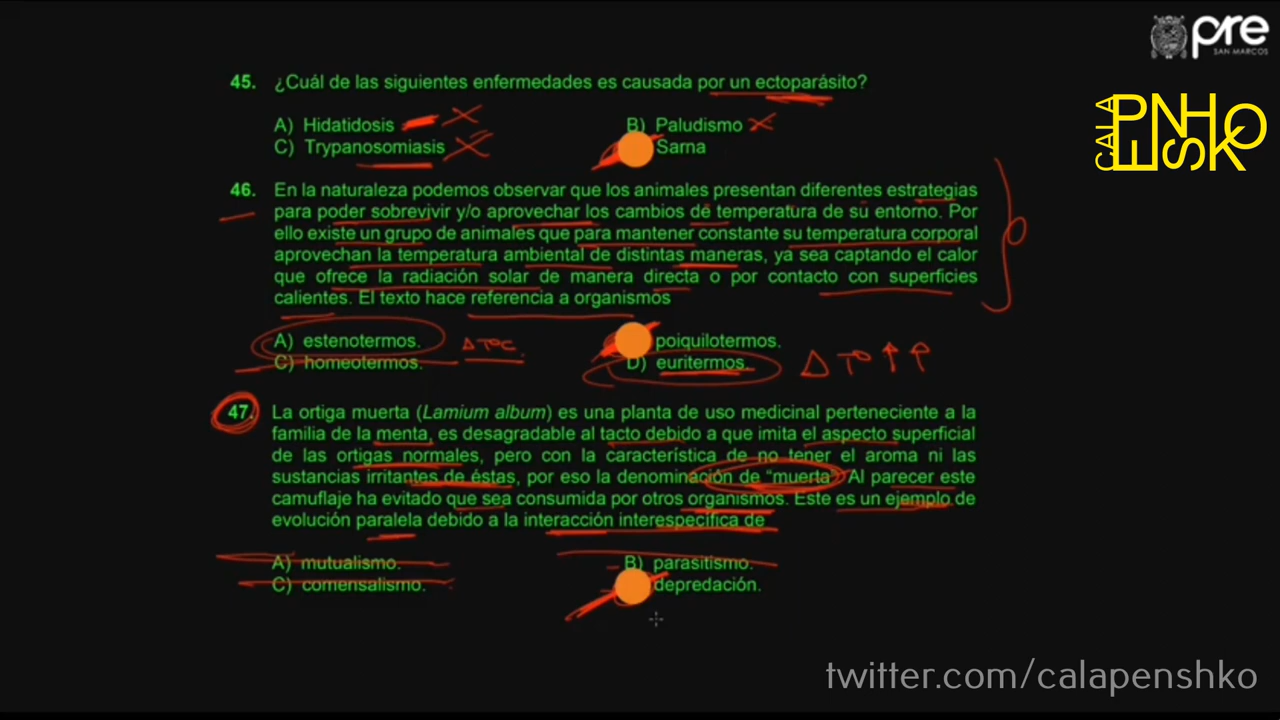 pre
SAN MARCOS
CALA
PENSHKO
45. ¿Cuál de las siguientes enfermedades es causada por un ectoparásito?
A) Hidatidosis B) Paludismo
C) Trypanosomiasis Sarna
46. En la naturaleza podemos observar que los animales presentan diferentes estrategias
para poder sobrevivir y/o aprovechar los cambios de temperatura de su entorno. Por
ello existe un grupo de animales que para mantener constante su temperatura corporal
aprovechan la temperatura ambiental de distintas maneras, ya sea captando el calor
que ofrece la radiación solar de manera directa o por contacto con superficies
calientes. El texto hace referencia a organismos
A) estenotermos. poiquilotermos.
C) homeotermos. D) euritermos.
47. La ortiga muerta (Lamium album) es una planta de uso medicinal perteneciente a la
familia de la menta, es desagradable al tacto debido a que imita el aspecto superficial
de las ortigas normales, pero con la característica de no tener el aroma ni las
sustancias irritantes de éstas, por eso la denominación de “muerta” Al parecer este
camuflaje ha evitado que sea consumida por otros organismos. Este es un ejemplo de
evolución paralela debido a la interacción interespecífica de
A) mutualismo. B) parasitismo.
C) comensalismo. depredación.
twitter.com/calapenshko